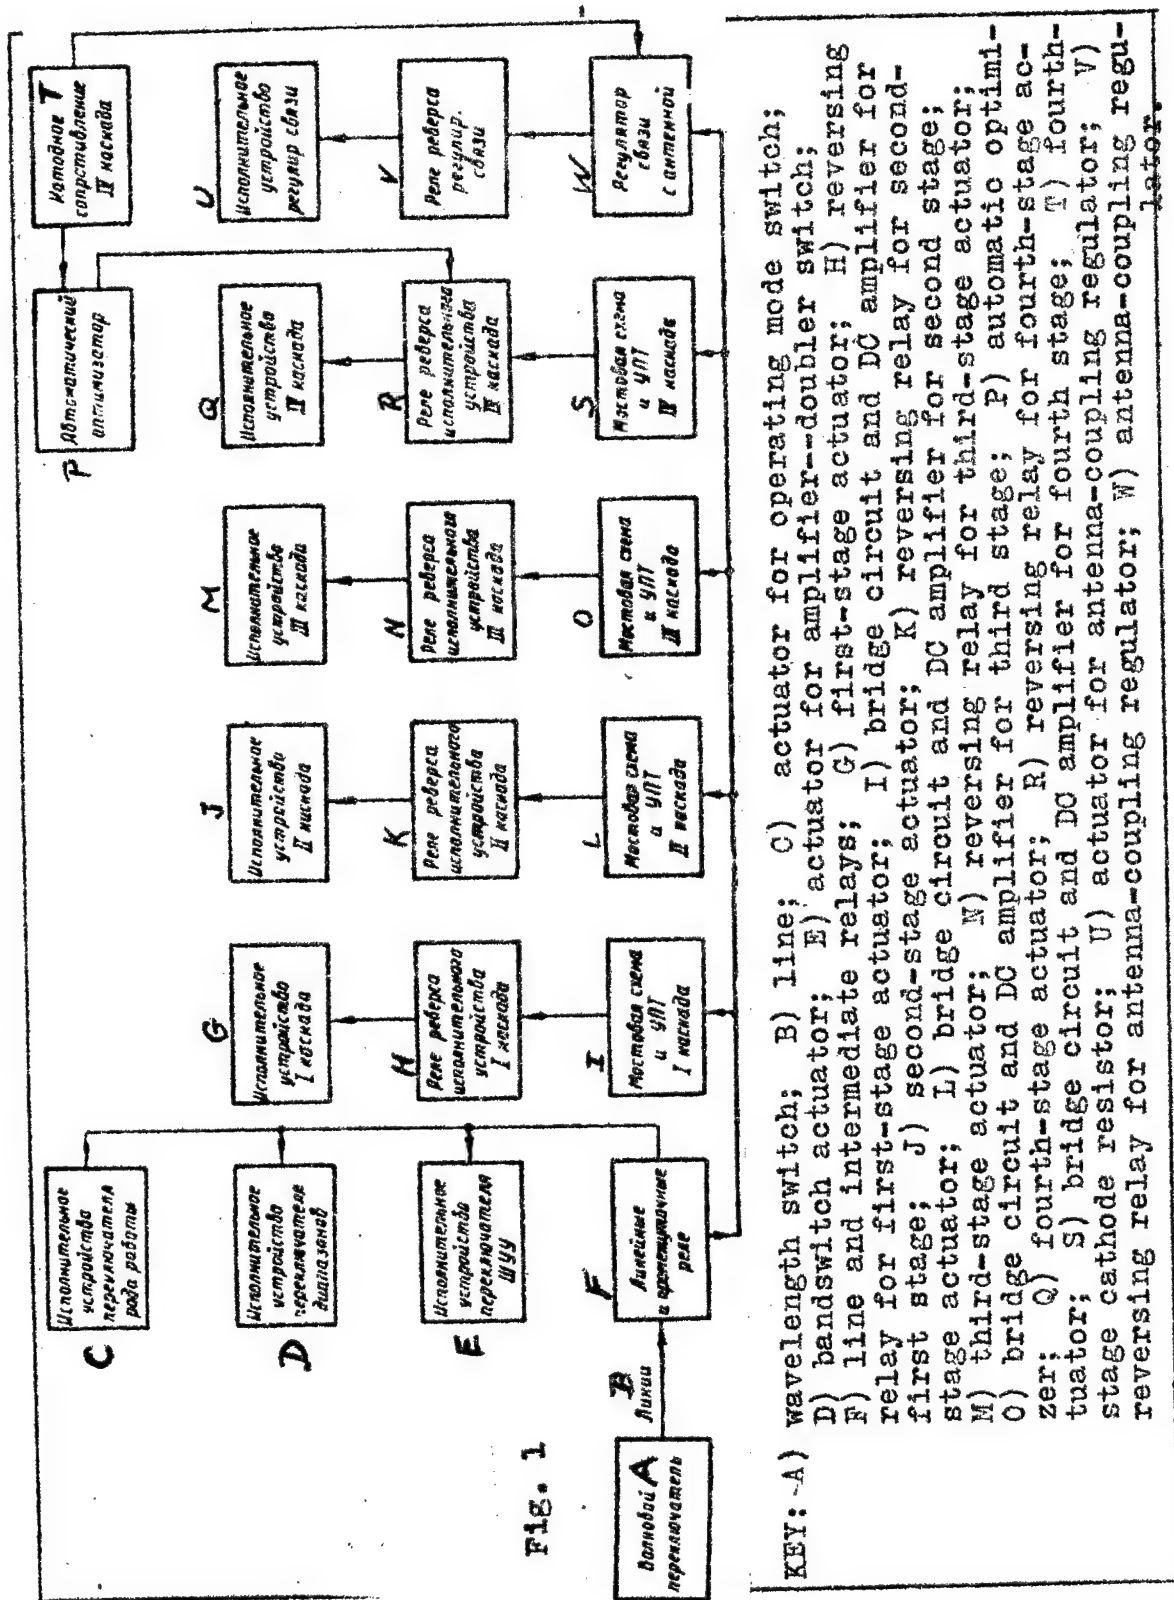 Исполнительное
устройство
переключателя
рода работы
C
Исполнительное
устройство
переключателя
диапазонов
D
Исполнительное
устройство
переключателя
ШУУ
E
F
Линейные
и промежуточные
реле
B
Линии
Волновой A
переключатель
Fig. 1
G
Исполнительное
устройство
I каскада
H
Реле реверса
исполнительного
устройства
I каскада
I
Мостовая схема
и УПТ
I каскада
J
Исполнительное
устройство
II каскада
K
Реле реверса
исполнительного
устройства
II каскада
L
Мостовая схема
и УПТ
II каскада
M
Исполнительное
устройство
III каскада
N
Реле реверса
исполнительного
устройства
III каскада
O
Мостовая схема
и УПТ
III каскада
P
Автоматический
оптимизатор
Q
Исполнительное
устройство
IV каскада
R
Реле реверса
исполнительного
устройства
IV каскада
S
Мостовая схема
и УПТ
IV каскада
Катодное T
сопротивление
IV каскада
U
Исполнительное
устройство
регулир связи
V
Реле реверса
регулир.
связи
W
Регулятор
связи
с антенной
KEY: A) wavelength switch; B) line; C) actuator for operating mode switch;
D) bandswitch actuator; E) actuator for amplifier--doubler switch;
F) line and intermediate relays; G) first-stage actuator; H) reversing
relay for first-stage actuator; I) bridge circuit and DC amplifier for
first stage; J) second-stage actuator; K) reversing relay for second-
stage actuator; L) bridge circuit and DC amplifier for second stage;
M) third-stage actuator; N) reversing relay for third-stage actuator;
O) bridge circuit and DC amplifier for third stage; P) automatic optimi-
zer; Q) fourth-stage actuator; R) reversing relay for fourth-stage ac-
tuator; S) bridge circuit and DC amplifier for fourth stage; T) fourth-
stage cathode resistor; U) actuator for antenna-coupling regulator; V)
reversing relay for antenna-coupling regulator; W) antenna-coupling regu-
lator.